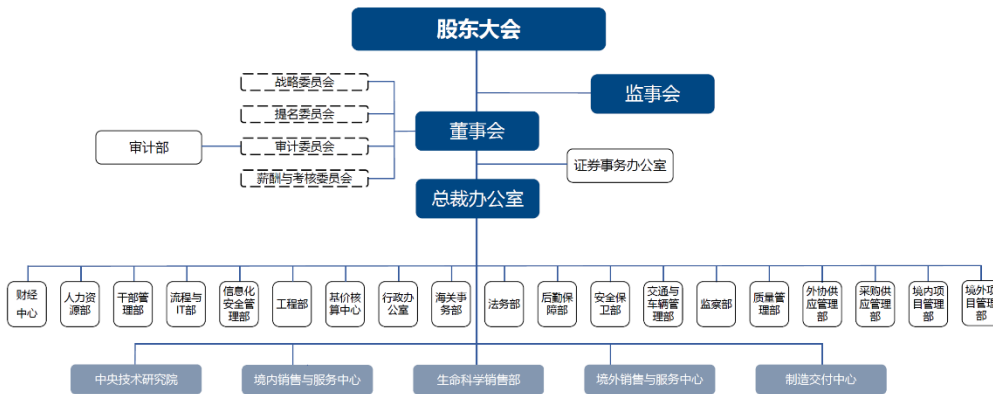 股东大会
监事会
董事会
战略委员会
提名委员会
审计委员会
薪酬与考核委员会
审计部
证券事务办公室
总裁办公室
财经
中心
人力资
源部
干部管
理部
流程与
IT部
信息化
安全管
理部
工程部
基价核
算中心
行政办
公室
海关事
务部
法务部
后勤保
障部
安全保
卫部
交通与
车辆管
理部
监察部
质量管
理部
外协供
应管理
部
采购供
应管理
部
境内项
目管理
部
境外项
目管理
部
中央技术研究院
境内销售与服务中心
生命科学销售部
境外销售与服务中心
制造交付中心